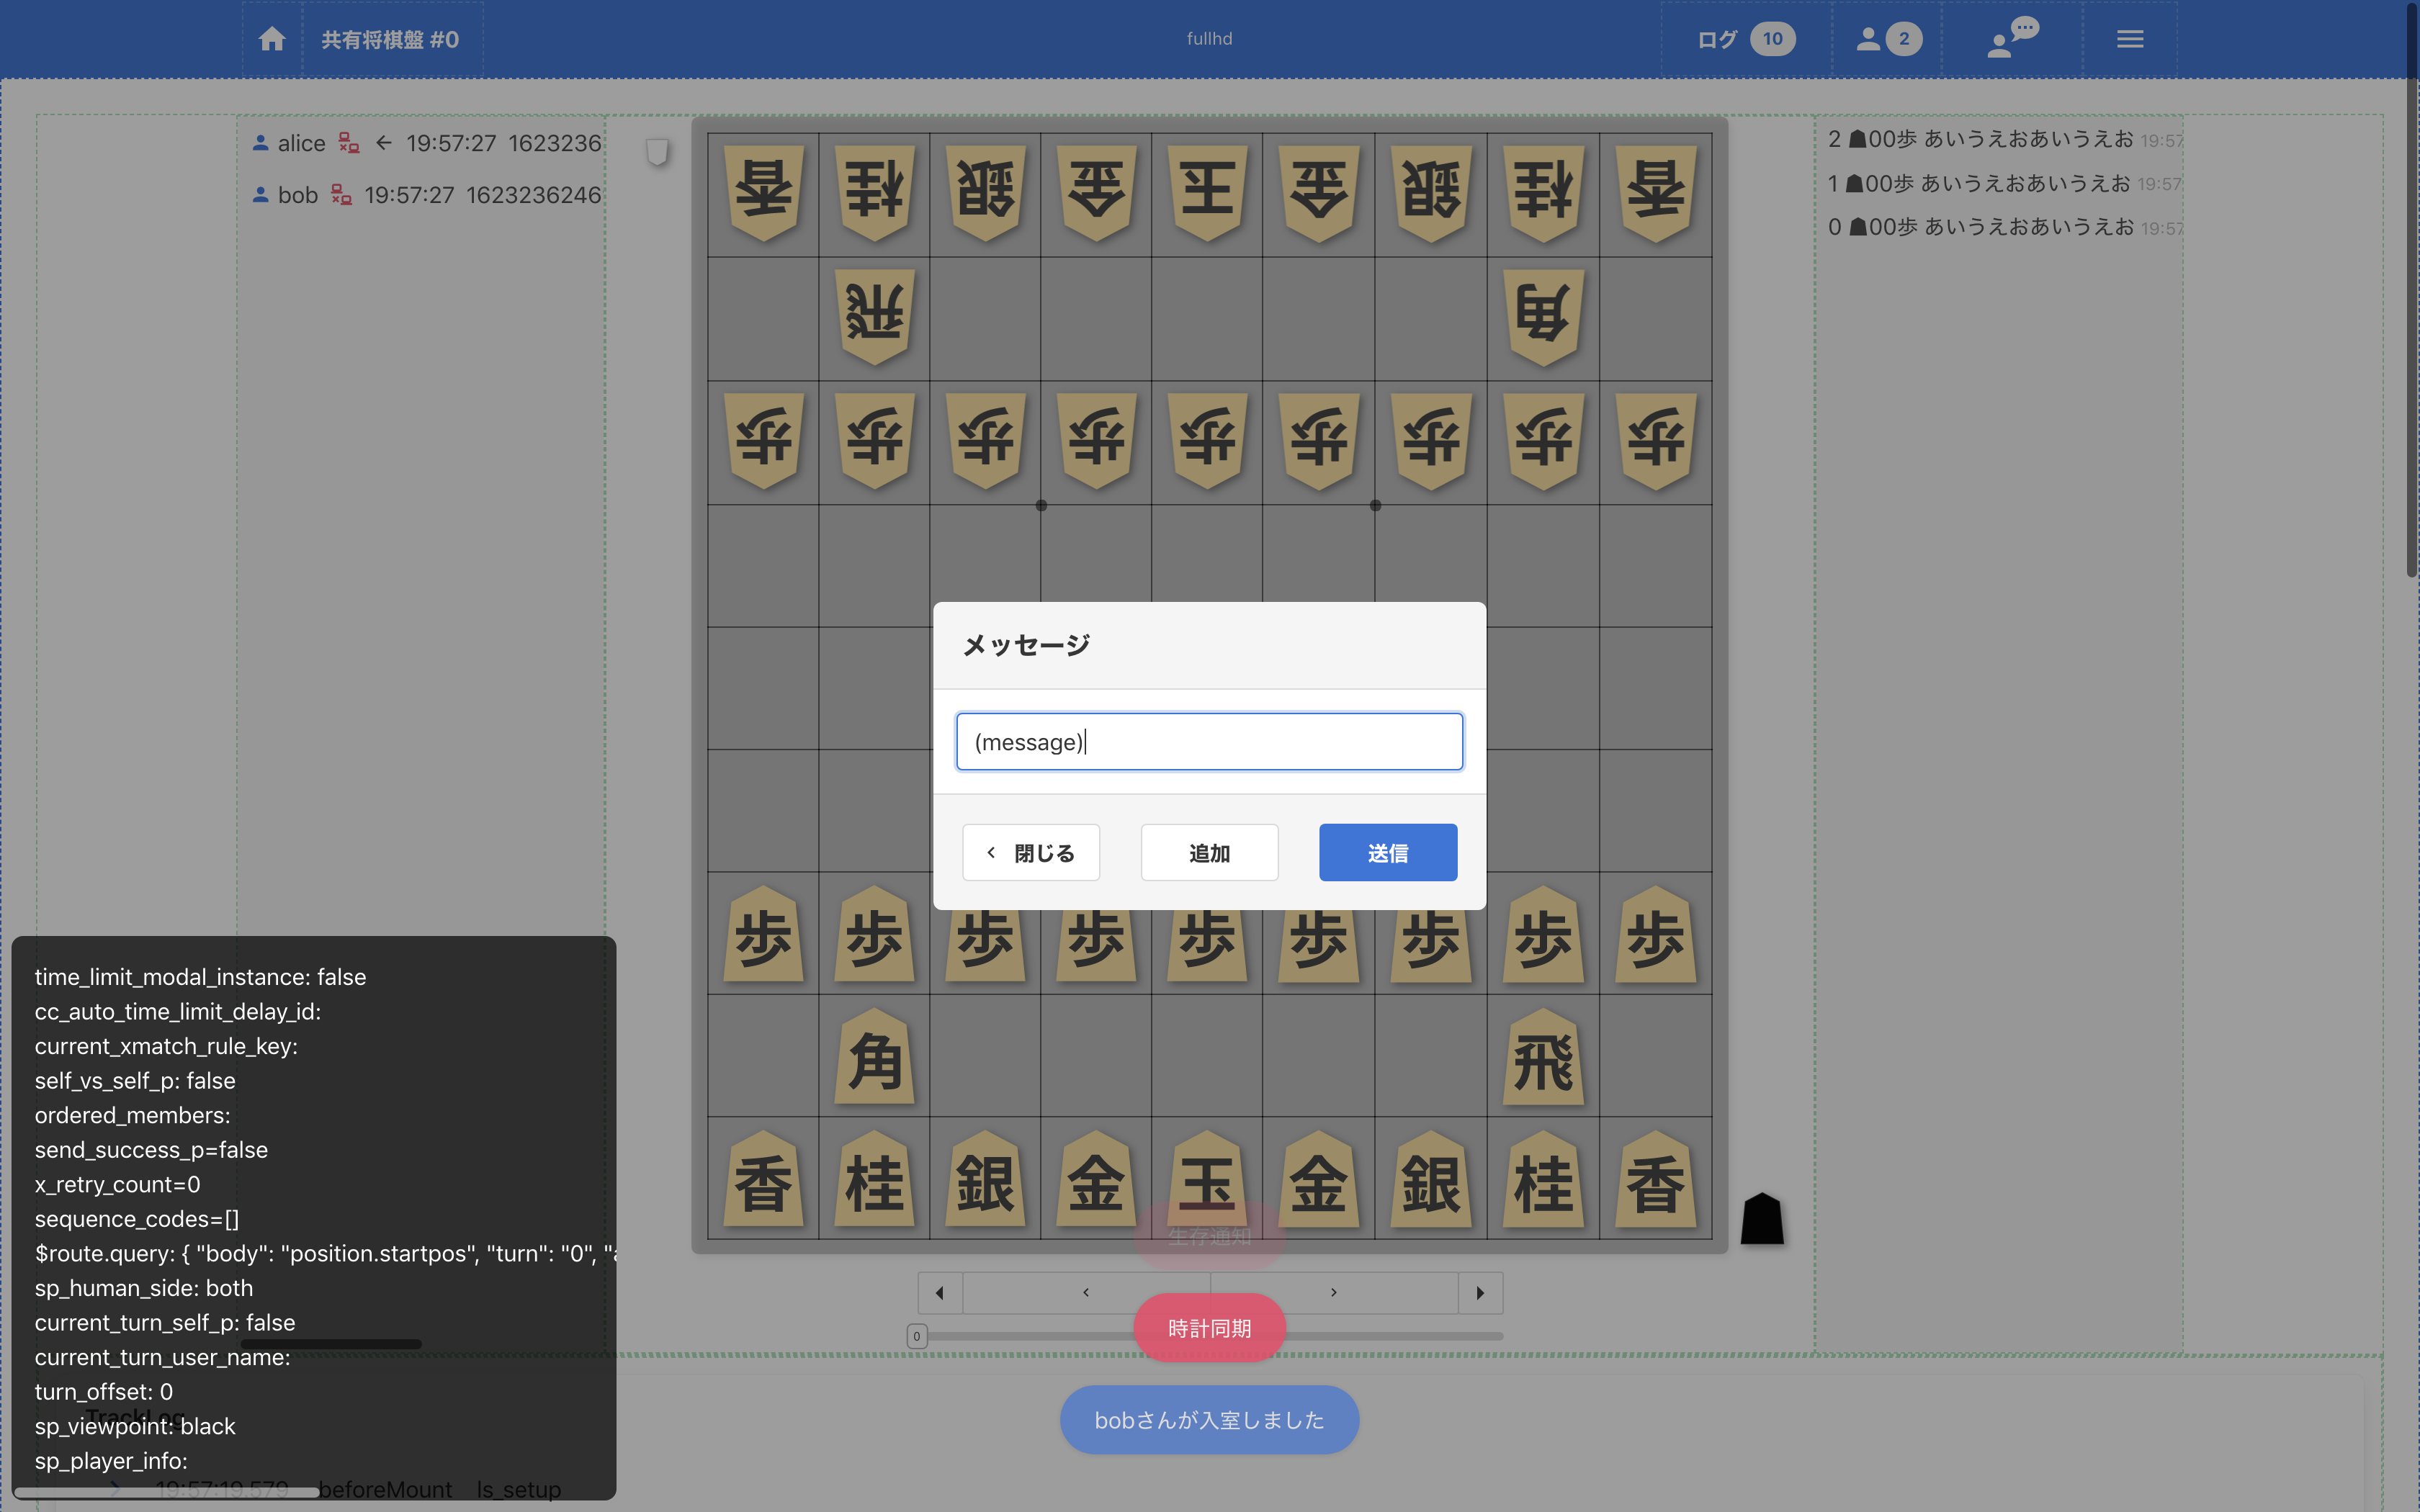 共有将棋盤 #0
fullhd
ログ 10
2
alice ← 19:57:27 1623236
bob 19:57:27 1623236246
2 ☗00歩 あいうえおあいうえお 19:57
1 ☗00歩 あいうえおあいうえお 19:57
0 ☗00歩 あいうえおあいうえお 19:57
香 桂 銀 金 玉 金 銀 桂 香
飛 角
歩 歩 歩 歩 歩 歩 歩 歩 歩
メッセージ
(message)
閉じる 追加 送信
歩 歩 歩 歩 歩 歩 歩 歩 歩
角 飛
香 桂 銀 金 玉 金 銀 桂 香
生存通知
0
時計同期
bobさんが入室しました
time_limit_modal_instance: false
cc_auto_time_limit_delay_id:
current_xmatch_rule_key:
self_vs_self_p: false
ordered_members:
send_success_p=false
x_retry_count=0
sequence_codes=[]
$route.query: { "body": "position.startpos", "turn": "0", "a
sp_human_side: both
current_turn_self_p: false
current_turn_user_name:
turn_offset: 0
sp_viewpoint: black
sp_player_info:
TrackLog
19:57:19.579 beforeMount ls_setup